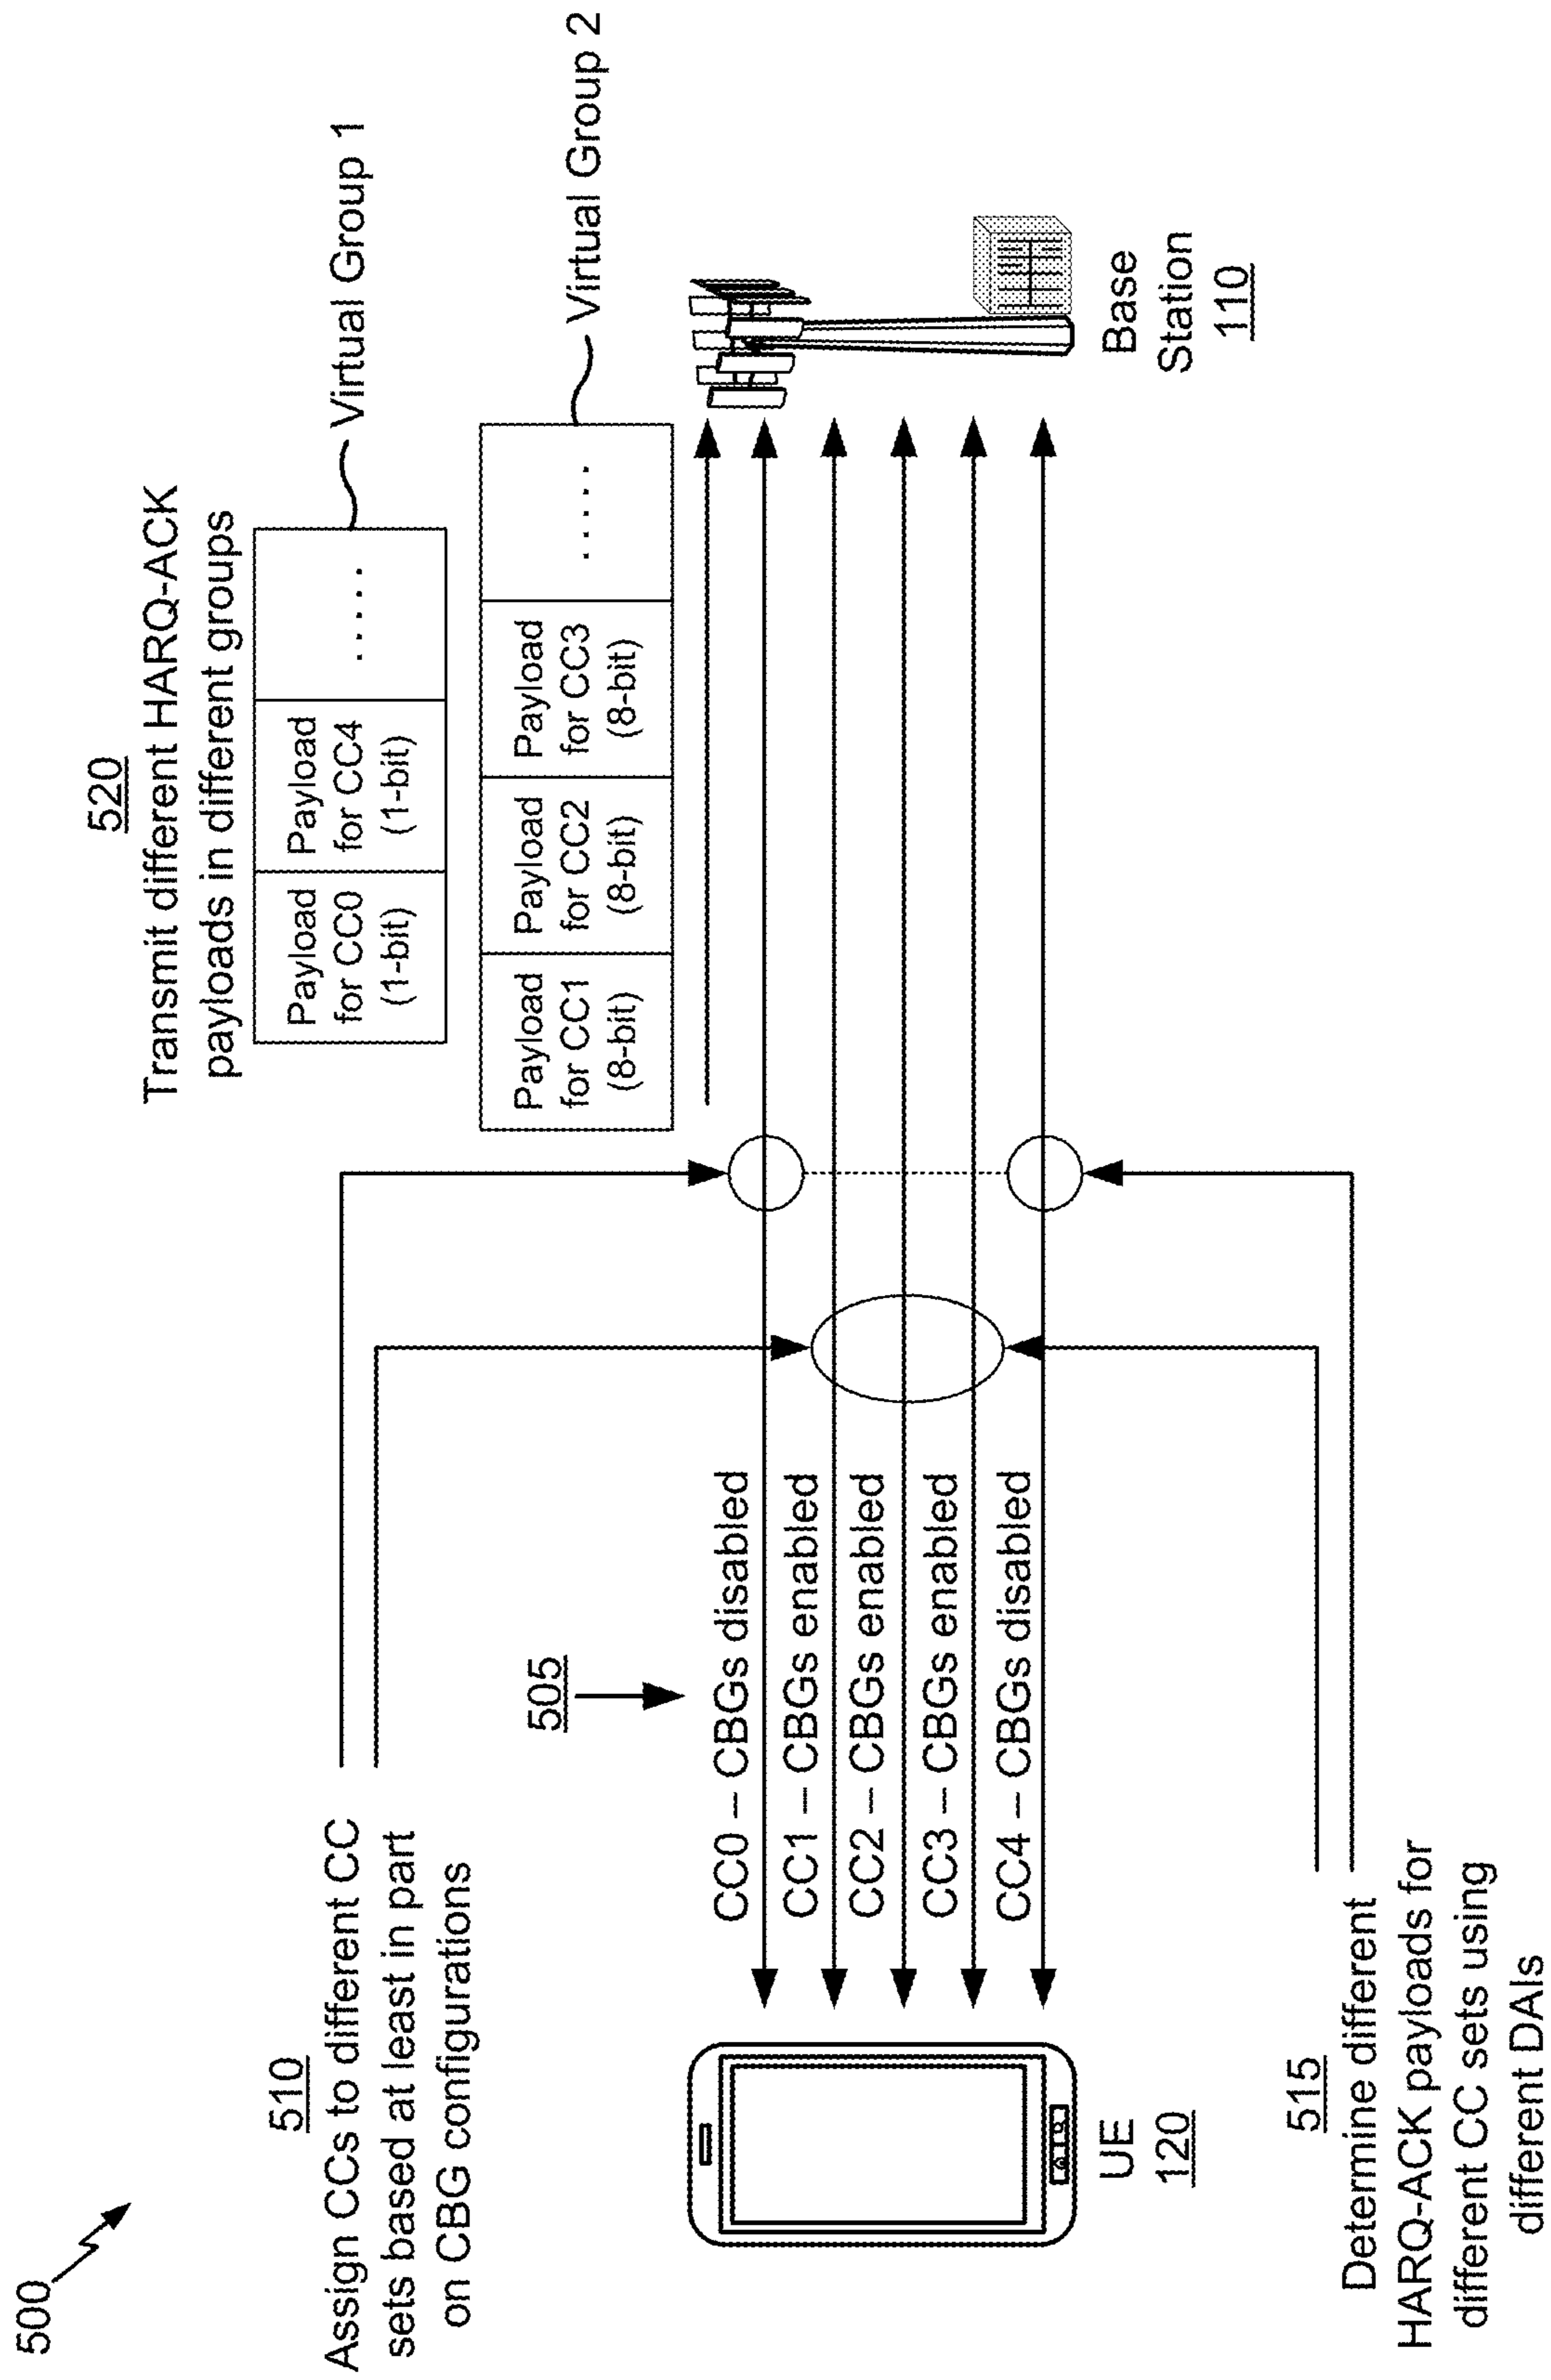 500
510
Assign CCs to different CC
sets based at least in part
on CBG configurations
520
Transmit different HARQ-ACK
payloads in different groups
Payload
for CC0
(1-bit)
Payload
for CC4
(1-bit)
.....
Virtual Group 1
Payload
for CC1
(8-bit)
Payload
for CC2
(8-bit)
Payload
for CC3
(8-bit)
.....
Virtual Group 2
505
CC0 – CBGs disabled
CC1 – CBGs enabled
CC2 – CBGs enabled
CC3 – CBGs enabled
CC4 – CBGs disabled
UE
120
Base
Station
110
515
Determine different
HARQ-ACK payloads for
different CC sets using
different DAIs